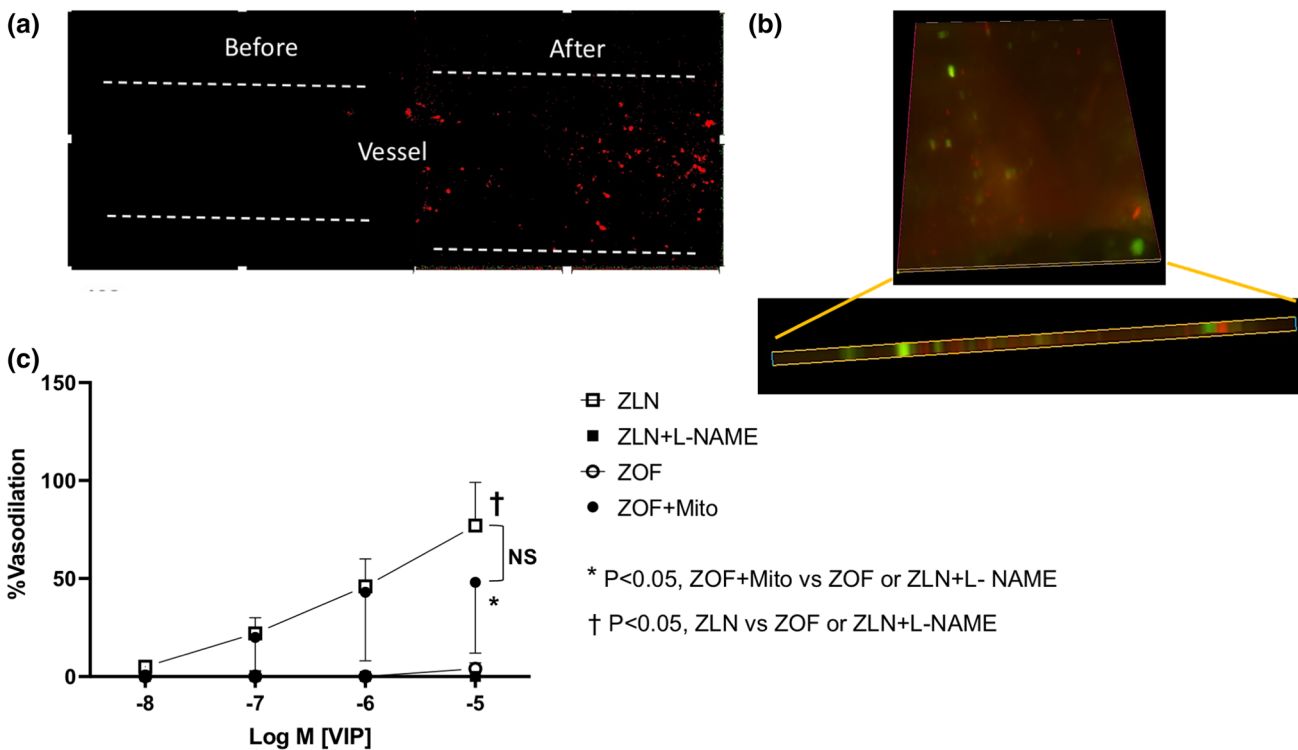 (a)
Before
After
Vessel
(b)
(c)
%Vasodilation
150
100
50
0
-8
-7
-6
-5
Log M [VIP]
†
NS
*
ZLN
ZLN+L-NAME
ZOF
ZOF+Mito
* P<0.05, ZOF+Mito vs ZOF or ZLN+L- NAME
† P<0.05, ZLN vs ZOF or ZLN+L-NAME